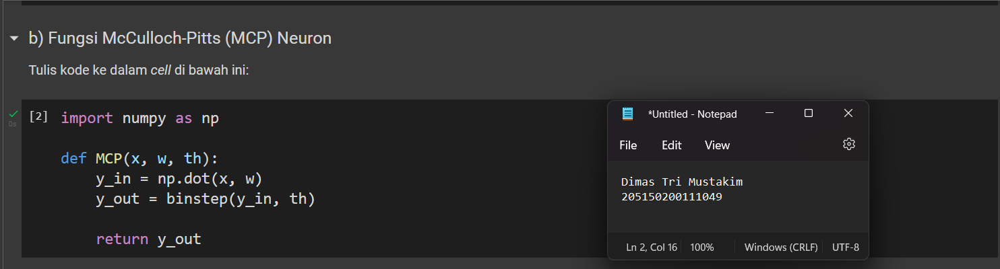 b) Fungsi McCulloch-Pitts (MCP) Neuron
Tulis kode ke dalam cell di bawah ini:
[2] import numpy as np
0s
def MCP(x, w, th):
y_in = np.dot(x, w)
y_out = binstep(y_in, th)
return y_out
*Untitled - Notepad
File Edit View
Dimas Tri Mustakim
205150200111049
Ln 2, Col 16 100% Windows (CRLF) UTF-8